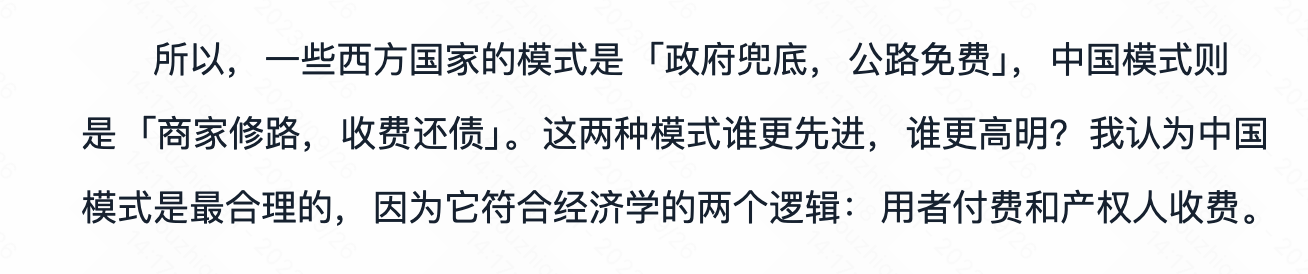 所以，一些西方国家的模式是「政府兜底，公路免费」，中国模式则
是「商家修路，收费还债」。这两种模式谁更先进，谁更高明？我认为中国
模式是最合理的，因为它符合经济学的两个逻辑：用者付费和产权人收费。